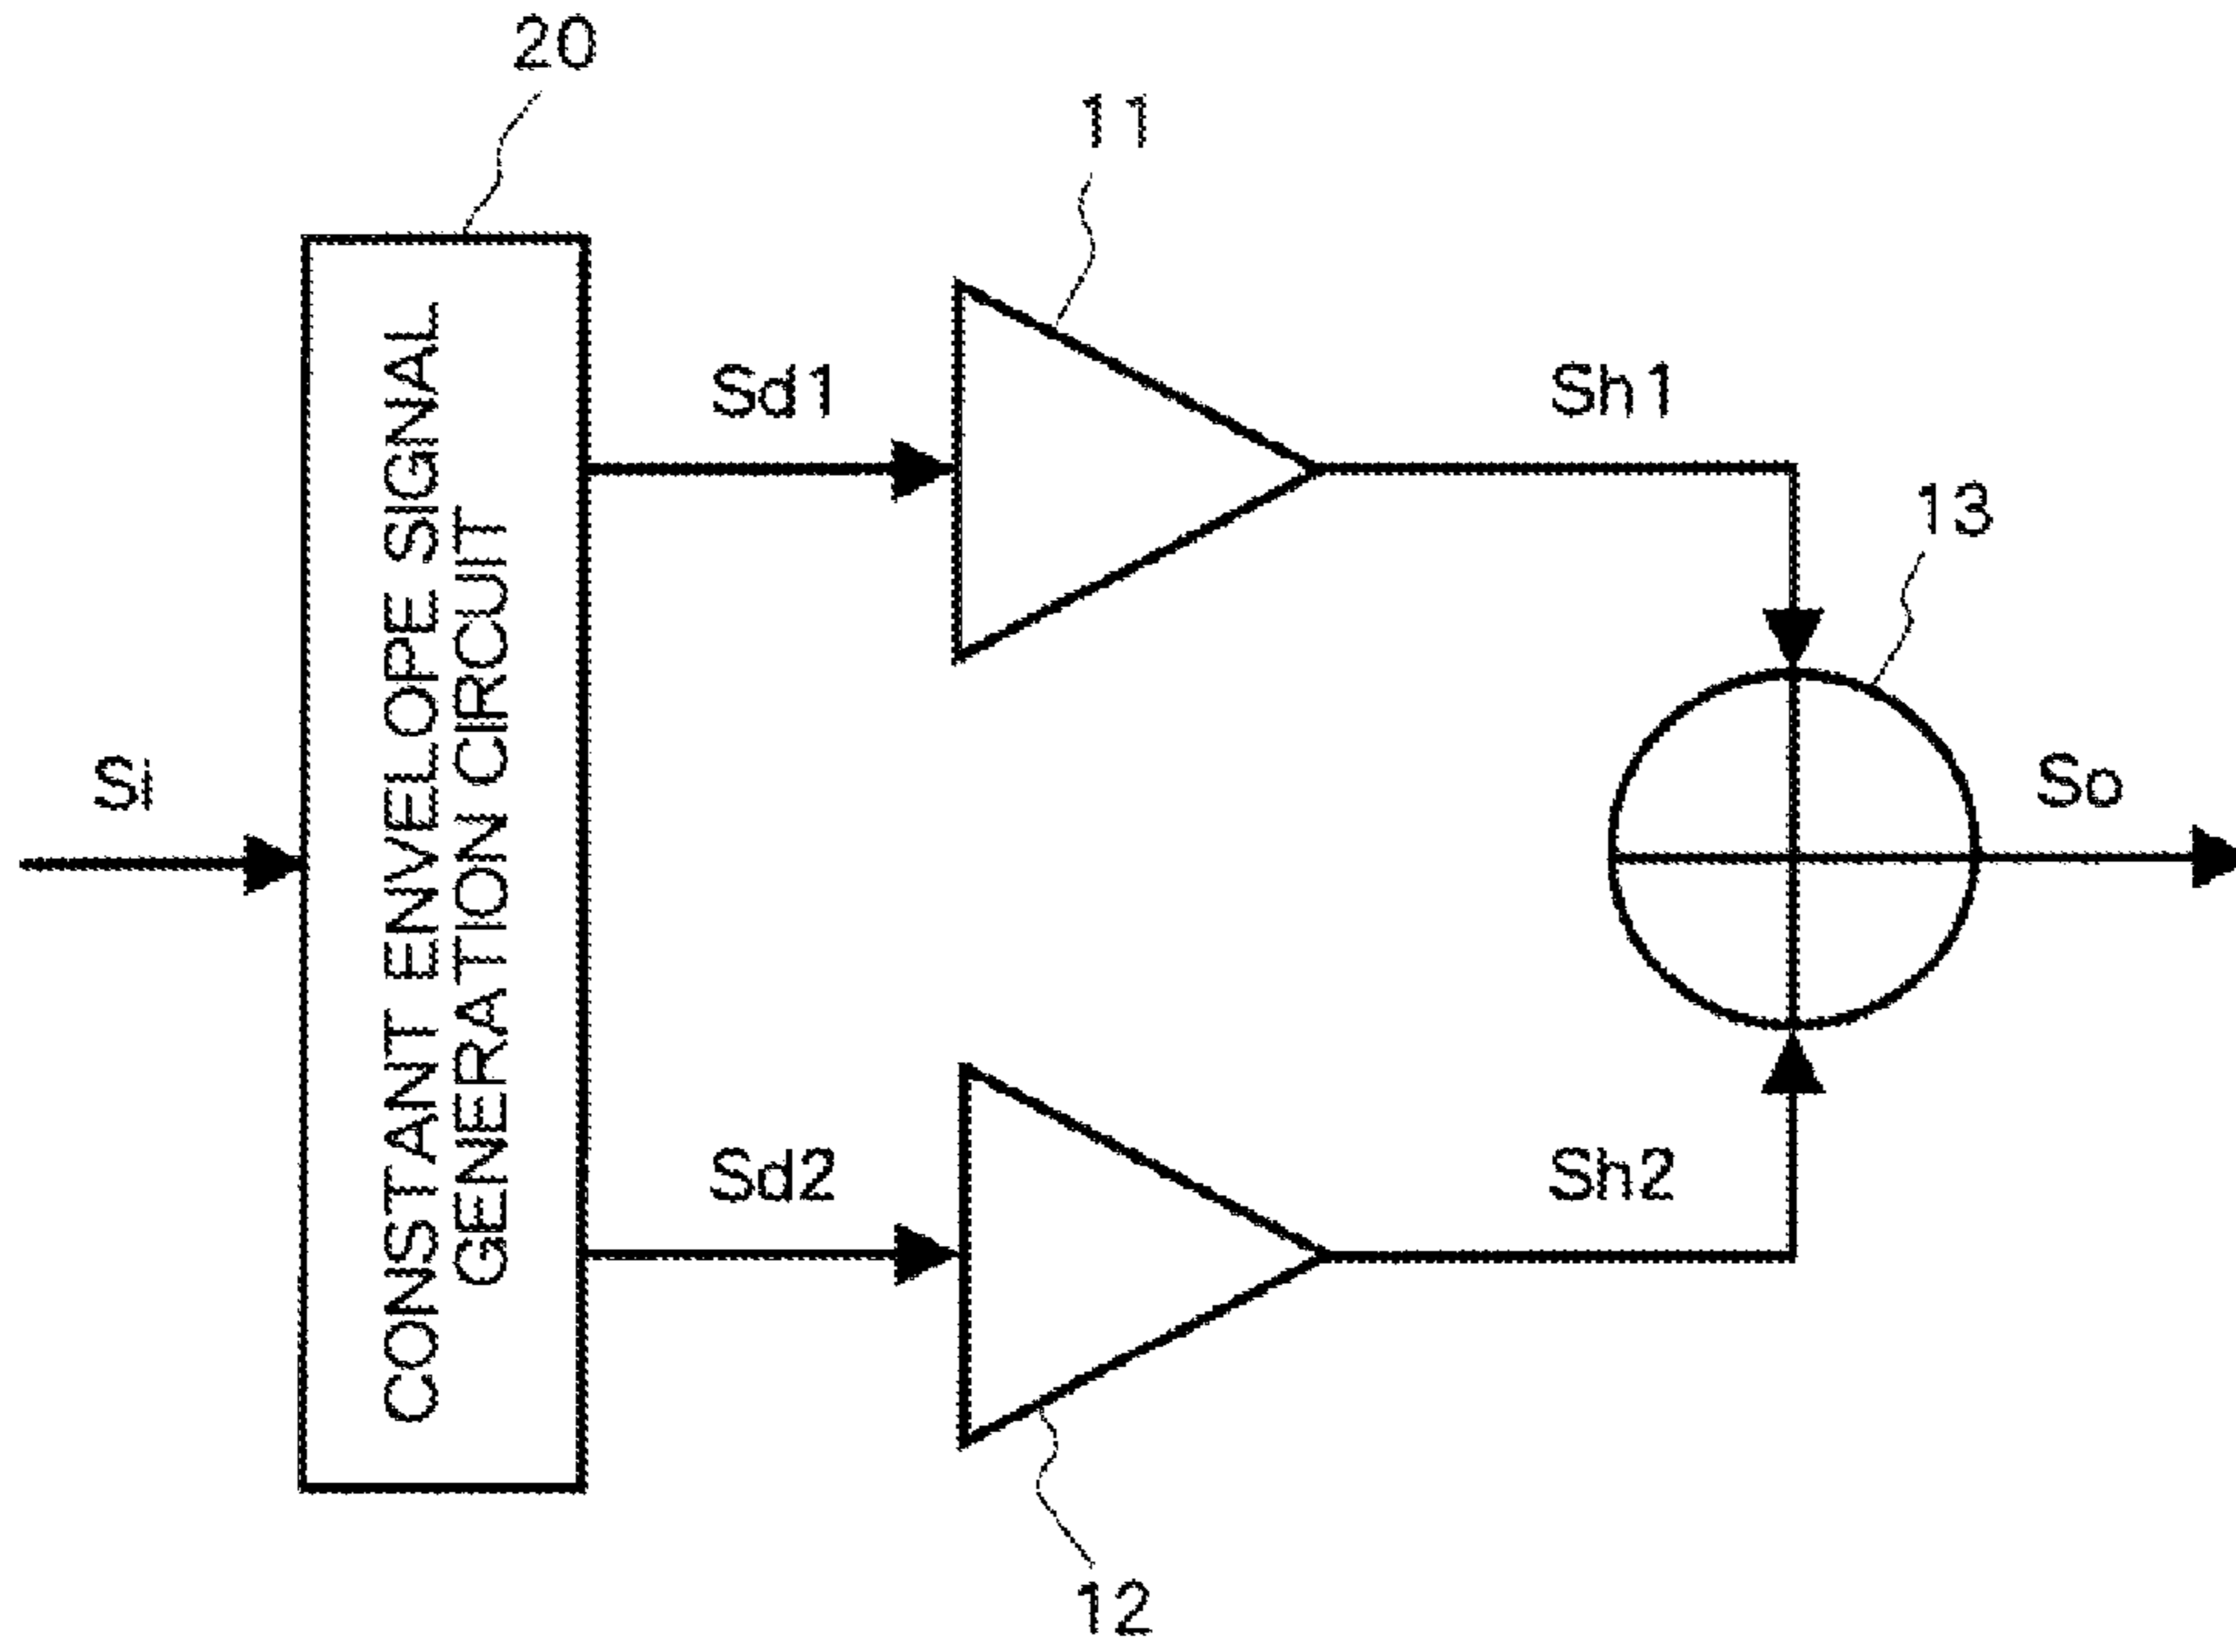 20
11
Sd1
Sh1
13
CONSTANT ENVELOPE SIGNAL
GENERATION CIRCUIT
Si
So
Sd2
Sh2
12